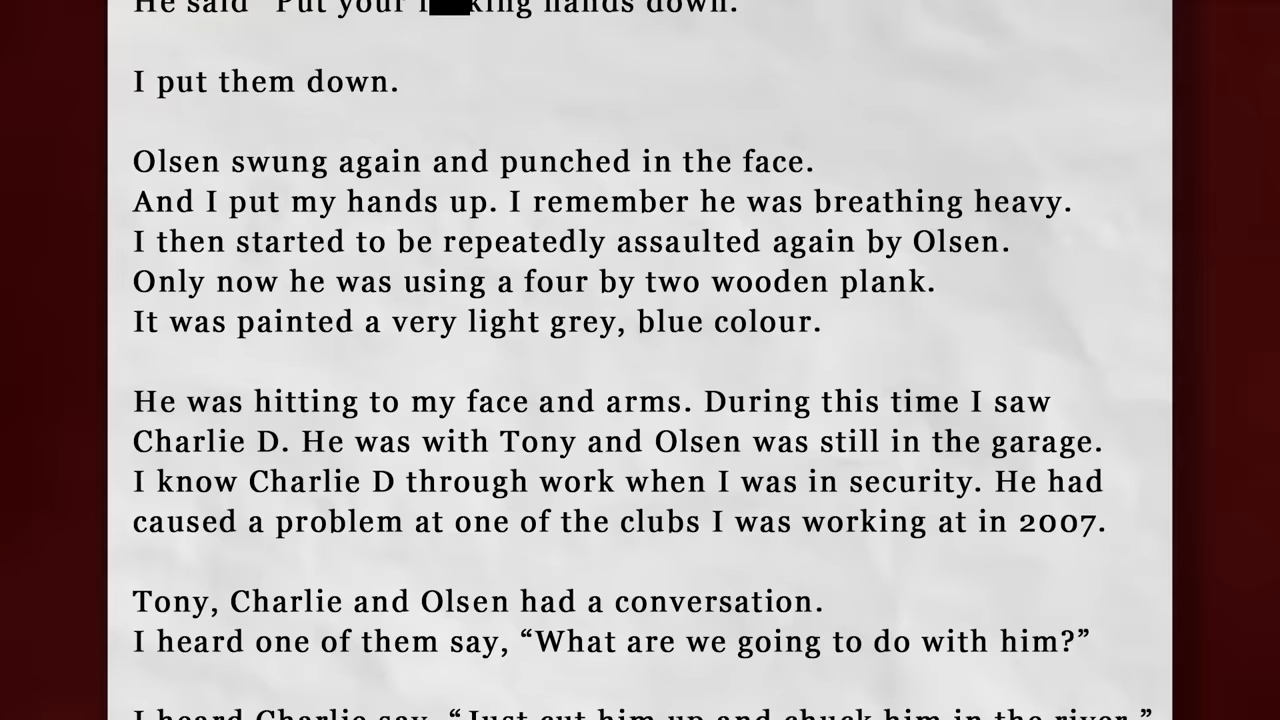 He said "Put your f██king hands down.
I put them down.
Olsen swung again and punched in the face.
And I put my hands up. I remember he was breathing heavy.
I then started to be repeatedly assaulted again by Olsen.
Only now he was using a four by two wooden plank.
It was painted a very light grey, blue colour.
He was hitting to my face and arms. During this time I saw
Charlie D. He was with Tony and Olsen was still in the garage.
I know Charlie D through work when I was in security. He had
caused a problem at one of the clubs I was working at in 2007.
Tony, Charlie and Olsen had a conversation.
I heard one of them say, “What are we going to do with him?”
I heard Charlie say, “Just cut him up and chuck him in the river.”